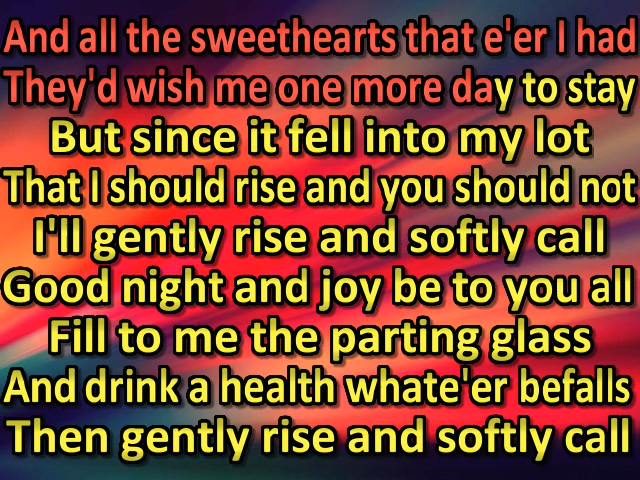 And all the sweethearts that e'er I had
They'd wish me one more day to stay
But since it fell into my lot
That I should rise and you should not
I'll gently rise and softly call
Good night and joy be to you all
Fill to me the parting glass
And drink a health whate'er befalls
Then gently rise and softly call